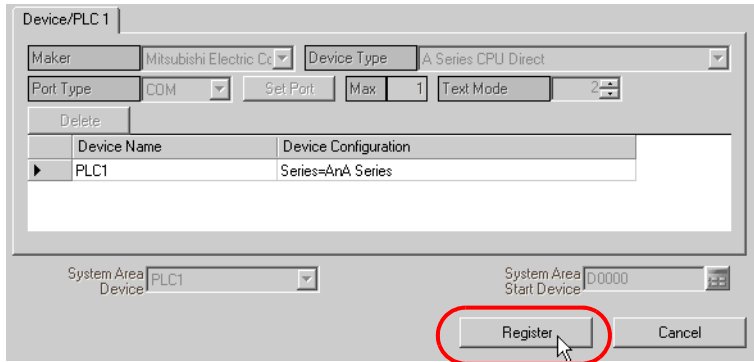 Device/PLC 1
Maker Mitsubishi Electric Device Type A Series CPU Direct
Port Type COM Set Port Max 1 Text Mode 2
Delete
Device Name Device Configuration
PLC1 Series=AnA Series
System Area Device PLC1 System Area Start Device D0000
Register Cancel